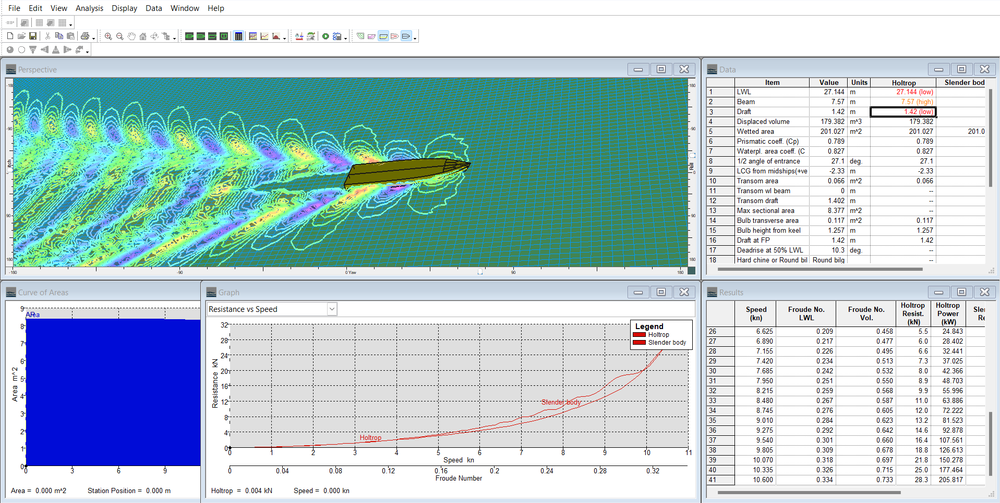 File Edit View Analysis Display Data Window Help
Perspective
-180 -90 0 Yaw 90 180
itch
Roll
-90
0
90
180
-180
-90
0
90
180
Data
Item Value Units Holtrop Slender bod
1 LWL 27.144 m 27.144 (low)
2 Beam 7.57 m 7.57 (high)
3 Draft 1.42 m 1.42 (low)
4 Displaced volume 179.382 m^3 179.382
5 Wetted area 201.027 m^2 201.027 201.0
6 Prismatic coeff. (Cp) 0.789 0.789
7 Waterpl. area coeff. (C 0.827 0.827
8 1/2 angle of entrance 27.1 deg. 27.1
9 LCG from midships(+ve -2.33 m -2.33
10 Transom area 0.066 m^2 0.066
11 Transom wl beam 0 m --
12 Transom draft 1.402 m --
13 Max sectional area 8.377 m^2 --
14 Bulb transverse area 0.117 m^2 0.117
15 Bulb height from keel 1.257 m 1.257
16 Draft at FP 1.42 m 1.42
17 Deadrise at 50% LWL 10.3 deg. --
18 Hard chine or Round bil Round bilg --
Curve of Areas
Area m^2
9
8
7
6
5
4
3
2
1
0
0 3 6 9
Area = 0.000 m^2 Station Position = 0.000 m
Graph
Resistance vs Speed
Legend
Holtrop
Slender body
Resistance kN
32
28
24
20
16
12
8
4
0
Slender body
Holtrop
0 1 2 3 4 5 6 7 8 9 10 11
Speed kn
0 0.04 0.08 0.12 0.16 0.2 0.24 0.28 0.32
Froude Number
Holtrop = 0.004 kN Speed = 0.000 kn
Results
Speed (kn) Froude No. LWL Froude No. Vol. Holtrop Resist. (kN) Holtrop Power (kW) Sler Re
26 6.625 0.209 0.458 5.5 24.843
27 6.890 0.217 0.477 6.0 28.402
28 7.155 0.226 0.495 6.6 32.441
29 7.420 0.234 0.513 7.3 37.025
30 7.685 0.242 0.532 8.0 42.366
31 7.950 0.251 0.550 8.9 48.703
32 8.215 0.259 0.568 9.9 55.996
33 8.480 0.267 0.587 11.0 63.886
34 8.745 0.276 0.605 12.0 72.222
35 9.010 0.284 0.623 13.2 81.523
36 9.275 0.292 0.642 14.6 92.878
37 9.540 0.301 0.660 16.4 107.561
38 9.805 0.309 0.678 18.8 126.613
39 10.070 0.318 0.697 21.8 150.278
40 10.335 0.326 0.715 25.0 177.464
41 10.600 0.334 0.733 28.3 205.817